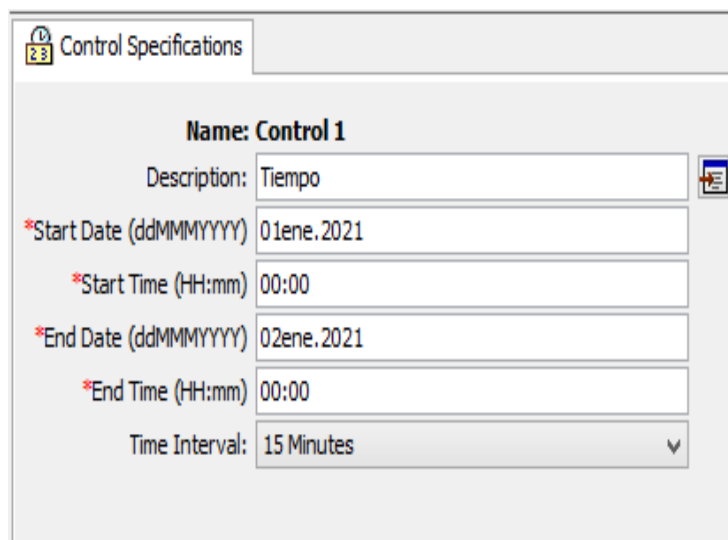 Control Specifications
Name: Control 1
Description: Tiempo
*Start Date (ddMMMYYYY) 01ene.2021
*Start Time (HH:mm) 00:00
*End Date (ddMMMYYYY) 02ene.2021
*End Time (HH:mm) 00:00
Time Interval: 15 Minutes